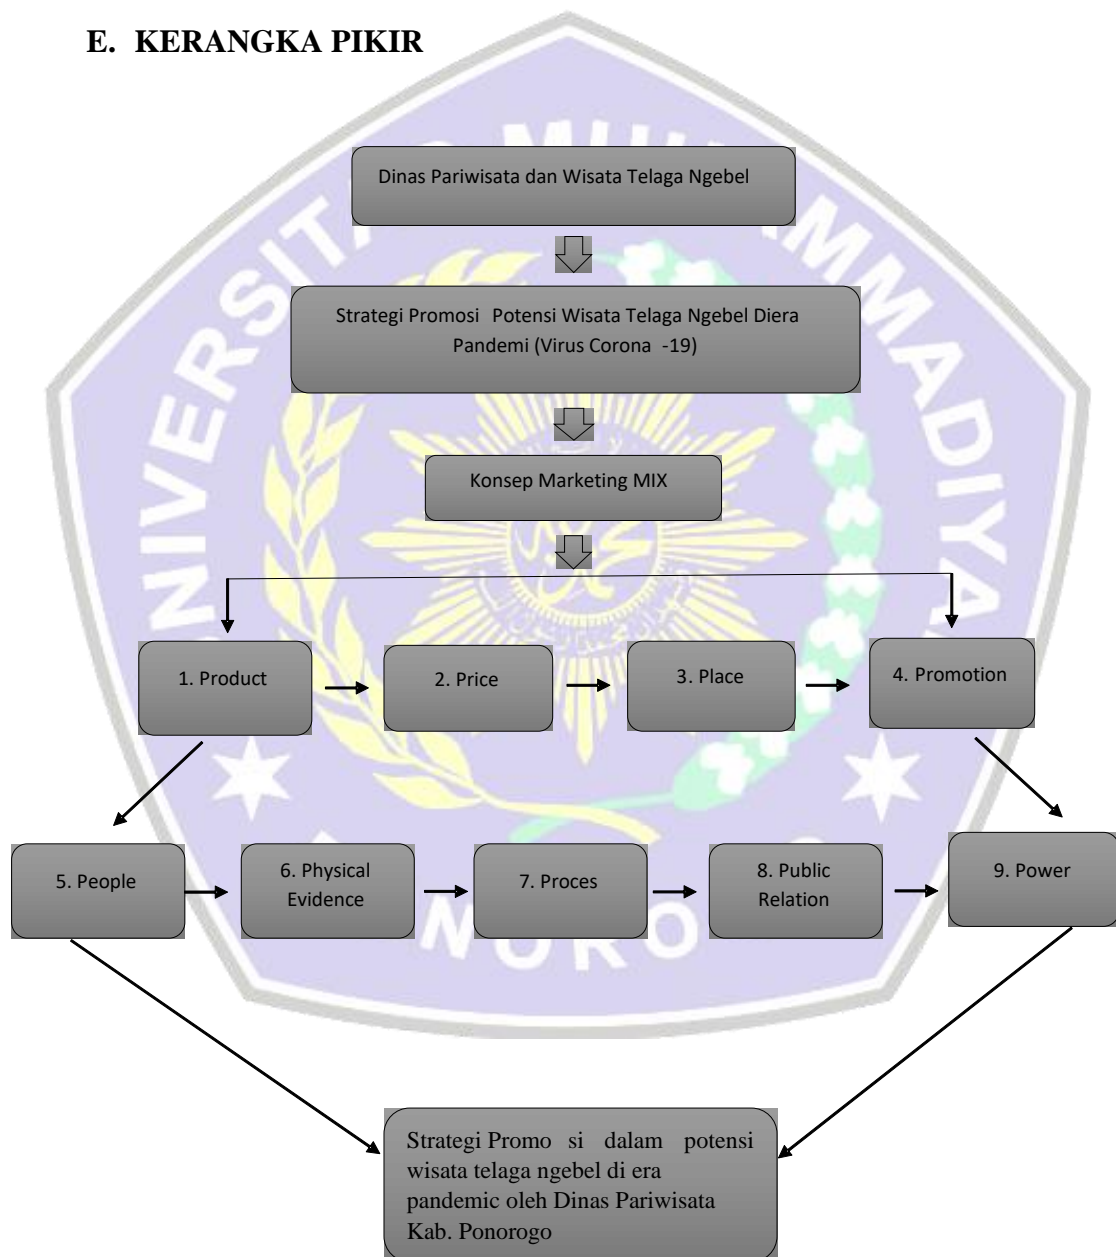 E. KERANGKA PIKIR
Dinas Pariwisata dan Wisata Telaga Ngebel
Strategi Promosi Potensi Wisata Telaga Ngebel Diera
Pandemi (Virus Corona -19)
Konsep Marketing MIX
1. Product
2. Price
3. Place
4. Promotion
5. People
6. Physical
Evidence
7. Proces
8. Public
Relation
9. Power
Strategi Promo si dalam potensi
wisata telaga ngebel di era
pandemic oleh Dinas Pariwisata
Kab. Ponorogo